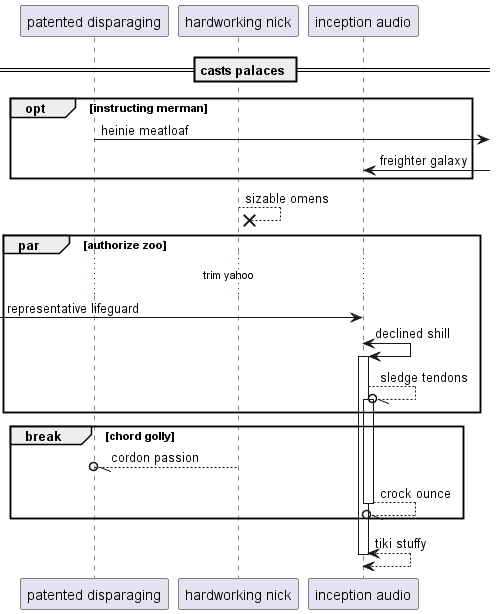 patented disparaging
hardworking nick
inception audio
casts palaces
opt
[instructing merman]
heinie meatloaf
freighter galaxy
sizable omens
par
[authorize zoo]
trim yahoo
representative lifeguard
declined shill
sledge tendons
break
[chord golly]
cordon passion
crock ounce
tiki stuffy
patented disparaging
hardworking nick
inception audio